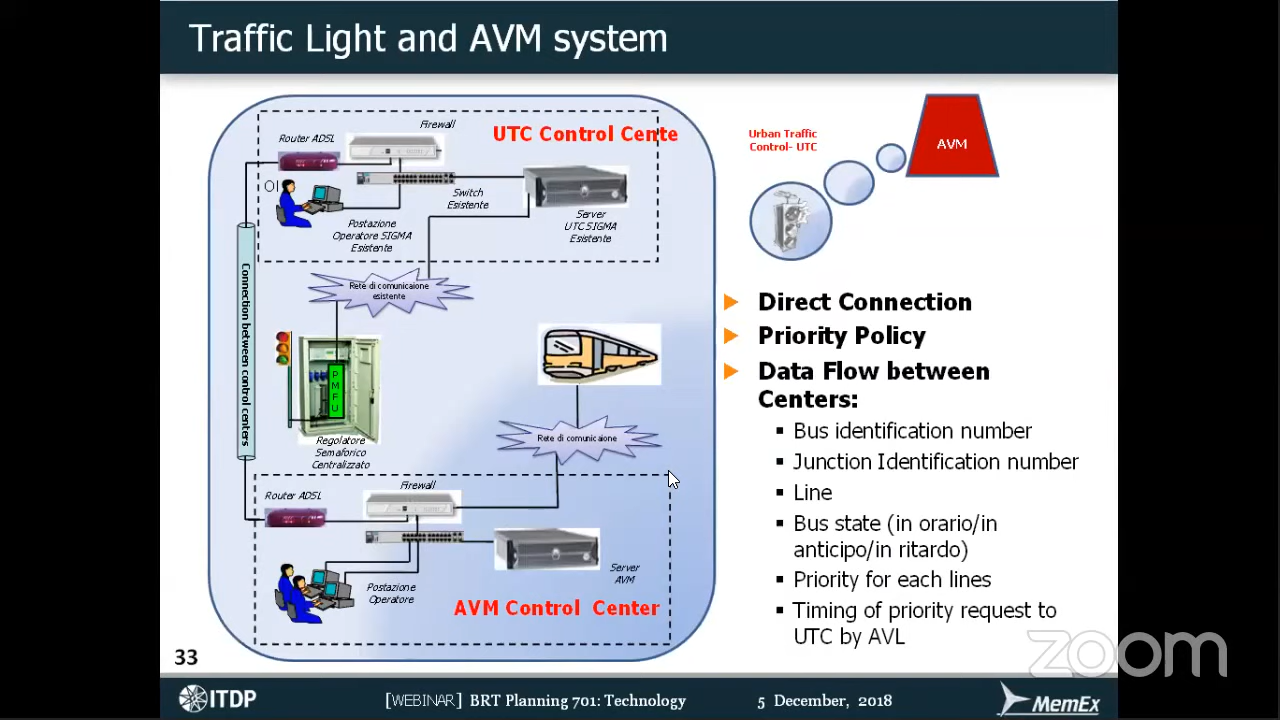 Traffic Light and AVM system
Router ADSL
Firewall
UTC Control Cente
Ol
Switch
Esistente
Postazione
Operatore SIGMA
Esistente
Server
UTC SIGMA
Esistente
Rete di comunicaione
esistente
Connection between control centers
P
M
F
U
Regolatore
Semaforico
Centralizzato
Rete di comunicaione
Router ADSL
Firewall
Postazione
Operatore
Server
AVM
AVM Control Center
Urban Traffic
Control- UTC
AVM
Direct Connection
Priority Policy
Data Flow between
Centers:
Bus identification number
Junction Identification number
Line
Bus state (in orario/in
anticipo/in ritardo)
Priority for each lines
Timing of priority request to
UTC by AVL
zoom
33
ITDP
[WEBINAR] BRT Planning 701: Technology
5 December, 2018
MemEx